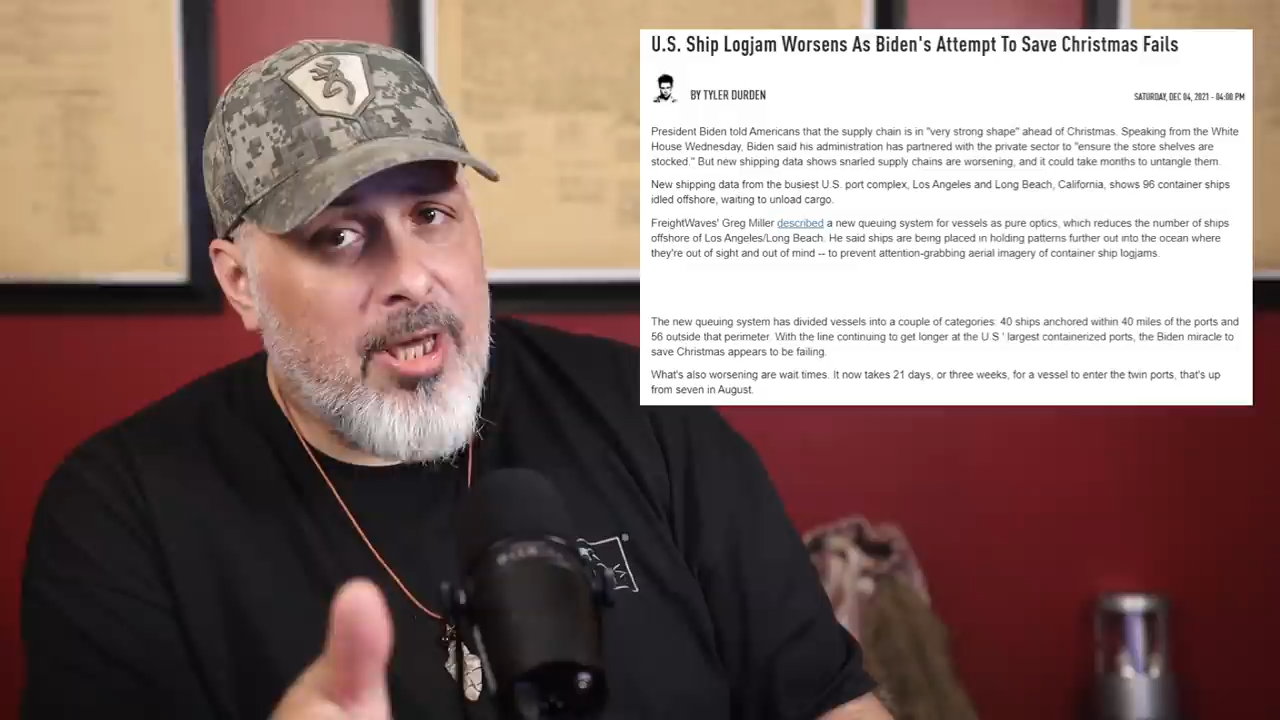 U.S. Ship Logjam Worsens As Biden's Attempt To Save Christmas Fails
BY TYLER DURDEN
SATURDAY, DEC 04, 2021 - 04:00 PM
President Biden told Americans that the supply chain is in "very strong shape" ahead of Christmas. Speaking from the White
House Wednesday, Biden said his administration has partnered with the private sector to "ensure the store shelves are
stocked." But new shipping data shows snarled supply chains are worsening, and it could take months to untangle them.
New shipping data from the busiest U.S. port complex, Los Angeles and Long Beach, California, shows 96 container ships
idled offshore, waiting to unload cargo.
FreightWaves' Greg Miller described a new queuing system for vessels as pure optics, which reduces the number of ships
offshore of Los Angeles/Long Beach. He said ships are being placed in holding patterns further out into the ocean where
they're out of sight and out of mind -- to prevent attention-grabbing aerial imagery of container ship logjams.
The new queuing system has divided vessels into a couple of categories: 40 ships anchored within 40 miles of the ports and
56 outside that perimeter. With the line continuing to get longer at the U.S.' largest containerized ports, the Biden miracle to
save Christmas appears to be failing.
What's also worsening are wait times. It now takes 21 days, or three weeks, for a vessel to enter the twin ports, that's up
from seven in August.